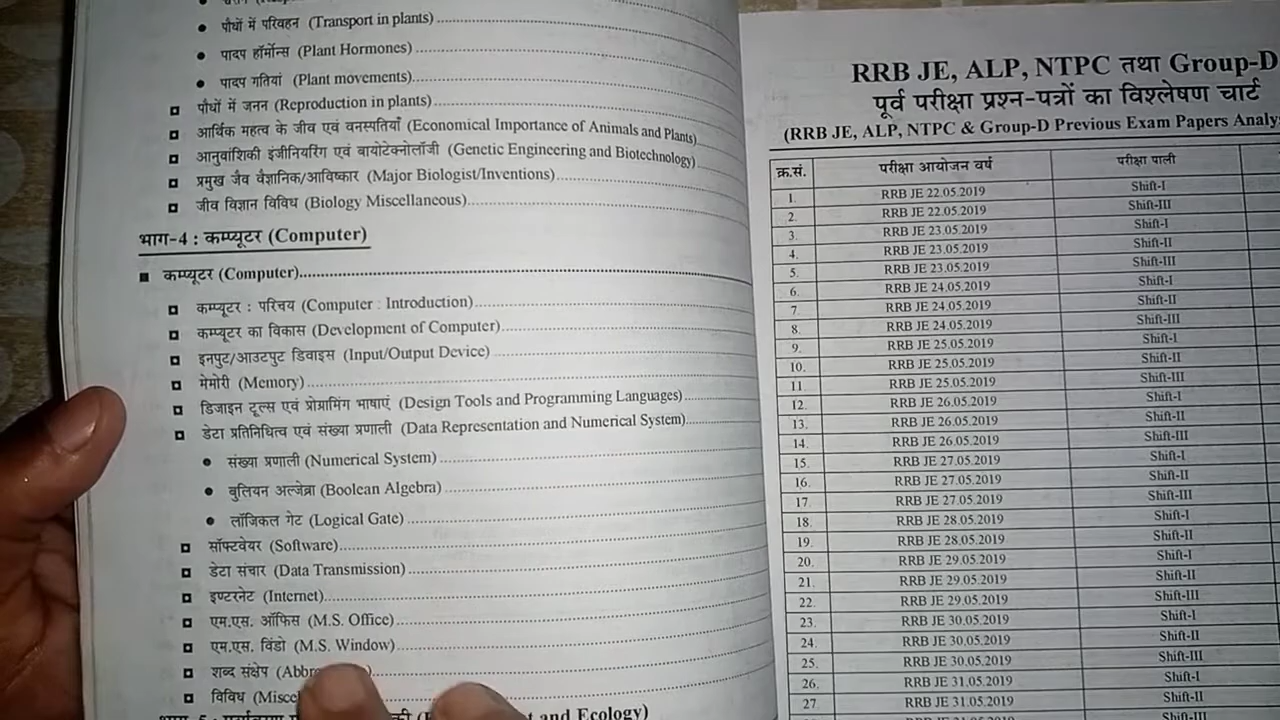 पौधों में परिवहन (Transport in plants)
पादप हॉर्मोन्स (Plant Hormones)
पादप गतियां (Plant movements)
पौधों में जनन (Reproduction in plants)
आर्थिक महत्व के जीव एवं वनस्पतियाँ (Economical Importance of Animals and Plants)
आनुवांशिकी इंजीनियरिंग एवं बायोटेक्नोलॉजी (Genetic Engineering and Biotechnology)
प्रमुख जैव वैज्ञानिक/आविष्कार (Major Biologist/Inventions)
जीव विज्ञान विविध (Biology Miscellaneous)
भाग-4 : कम्प्यूटर (Computer)
कम्प्यूटर (Computer)
कम्प्यूटर : परिचय (Computer : Introduction)
कम्प्यूटर का विकास (Development of Computer)
इनपुट/आउटपुट डिवाइस (Input/Output Device)
मेमोरी (Memory)
डिजाइन टूल्स एवं प्रोग्रामिंग भाषाएं (Design Tools and Programming Languages)
डेटा प्रतिनिधित्व एवं संख्या प्रणाली (Data Representation and Numerical System)
संख्या प्रणाली (Numerical System)
बुलियन अल्जेब्रा (Boolean Algebra)
लॉजिकल गेट (Logical Gate)
सॉफ्टवेयर (Software)
डेटा संचार (Data Transmission)
इण्टरनेट (Internet)
एम.एस. ऑफिस (M.S. Office)
एम.एस. विंडो (M.S. Window)
शब्द संक्षेप
विविध
and Ecology)
RRB JE, ALP, NTPC तथा Group-D
पूर्व परीक्षा प्रश्न-पत्रों का विश्लेषण चार्ट
(RRB JE, ALP, NTPC & Group-D Previous Exam Papers
क्र.सं. परीक्षा आयोजन वर्ष परीक्षा पाली
1. RRB JE 22.05.2019 Shift-I
2. RRB JE 22.05.2019 Shift-III
3. RRB JE 23.05.2019 Shift-I
4. RRB JE 23.05.2019 Shift-II
5. RRB JE 23.05.2019 Shift-III
6. RRB JE 24.05.2019 Shift-I
7. RRB JE 24.05.2019 Shift-II
8. RRB JE 24.05.2019 Shift-III
9. RRB JE 25.05.2019 Shift-I
10. RRB JE 25.05.2019 Shift-II
11. RRB JE 25.05.2019 Shift-III
12. RRB JE 26.05.2019 Shift-I
13. RRB JE 26.05.2019 Shift-II
14. RRB JE 26.05.2019 Shift-III
15. RRB JE 27.05.2019 Shift-I
16. RRB JE 27.05.2019 Shift-II
17. RRB JE 27.05.2019 Shift-III
18. RRB JE 28.05.2019 Shift-I
19. RRB JE 28.05.2019 Shift-II
20. RRB JE 29.05.2019 Shift-I
21. RRB JE 29.05.2019 Shift-II
22. RRB JE 29.05.2019 Shift-III
23. RRB JE 30.05.2019 Shift-I
24. RRB JE 30.05.2019 Shift-II
25. RRB JE 30.05.2019 Shift-III
26. RRB JE 31.05.2019 Shift-I
27. RRB JE 31.05.2019 Shift-II
Shift-III